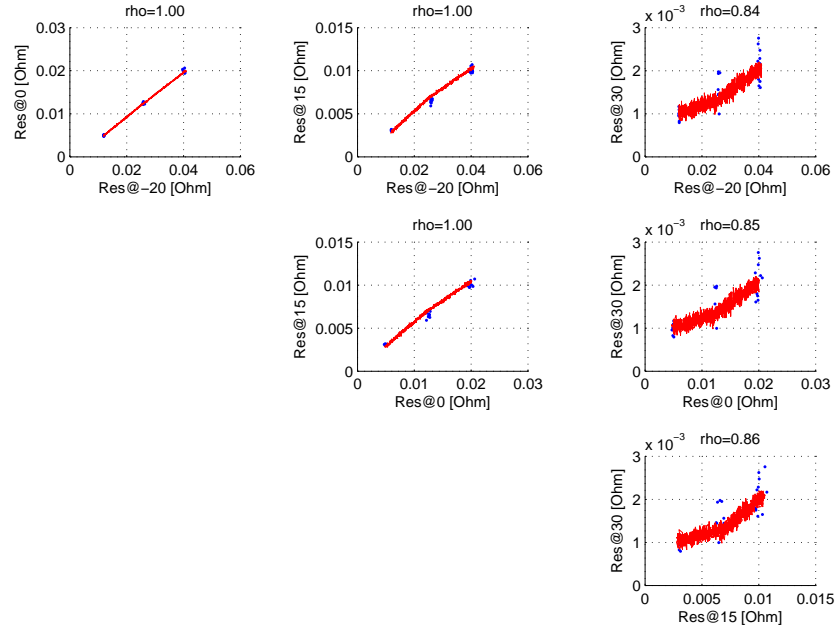 rho=1.00
0.03
0.02
0.01
0
Res@0 [Ohm]
0 0.02 0.04 0.06
Res@−20 [Ohm]
rho=1.00
0.015
0.01
0.005
0
Res@15 [Ohm]
0 0.02 0.04 0.06
Res@−20 [Ohm]
x 10⁻³ rho=0.84
3
2
1
0
Res@30 [Ohm]
0 0.02 0.04 0.06
Res@−20 [Ohm]
rho=1.00
0.015
0.01
0.005
0
Res@15 [Ohm]
0 0.01 0.02 0.03
Res@0 [Ohm]
x 10⁻³ rho=0.85
3
2
1
0
Res@30 [Ohm]
0 0.01 0.02 0.03
Res@0 [Ohm]
x 10⁻³ rho=0.86
3
2
1
0
Res@30 [Ohm]
0 0.005 0.01 0.015
Res@15 [Ohm]